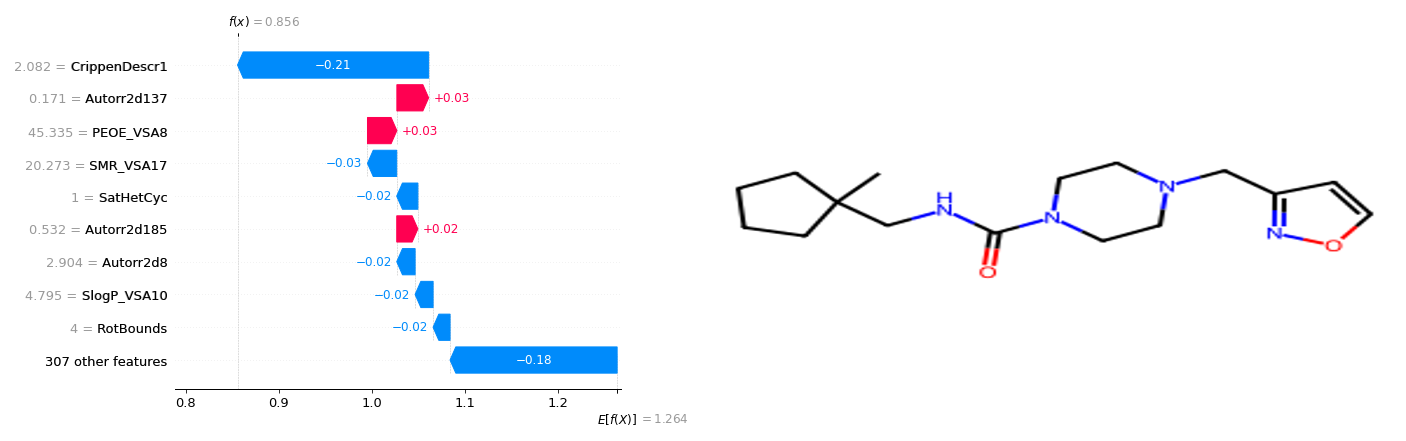 f(x) = 0.856
2.082 = CrippenDescr1
−0.21
0.171 = Autorr2d137
+0.03
45.335 = PEOE_VSA8
+0.03
20.273 = SMR_VSA17
−0.03
1 = SatHetCyc
−0.02
0.532 = Autorr2d185
+0.02
2.904 = Autorr2d8
−0.02
4.795 = SlogP_VSA10
−0.02
4 = RotBounds
−0.02
307 other features
−0.18
0.8 0.9 1.0 1.1 1.2
E[f(X)] = 1.264
H
N
O
N
N
N
O